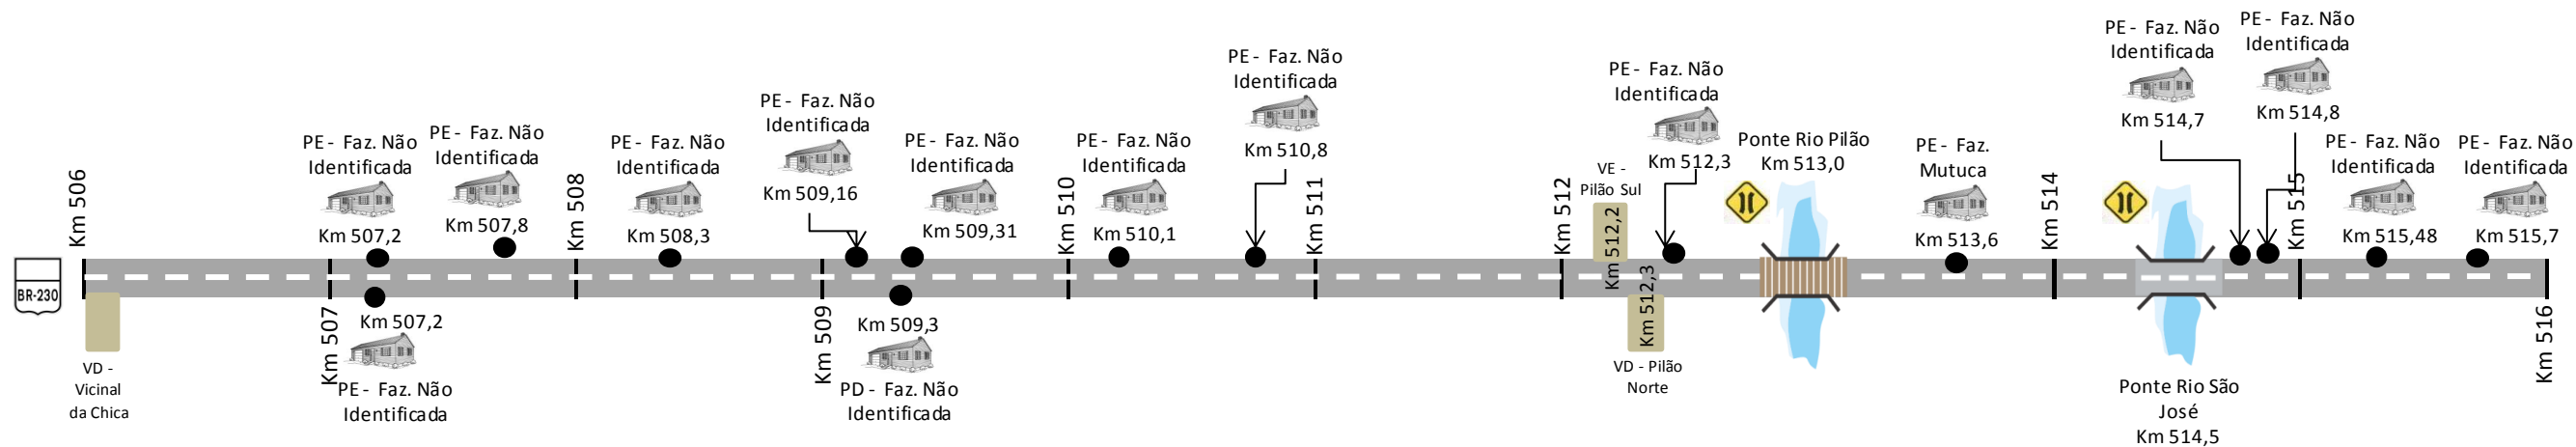 BR-230
Km 506
VD -
Vicinal
da Chica
Km 507
PE - Faz. Não
Identificada
Km 507,2
Km 507,2
PE - Faz. Não
Identificada
PE - Faz. Não
Identificada
Km 507,8
Km 508
PE - Faz. Não
Identificada
Km 508,3
Km 509
PE - Faz. Não
Identificada
Km 509,16
Km 509,3
PD - Faz. Não
Identificada
PE - Faz. Não
Identificada
Km 509,31
Km 510
PE - Faz. Não
Identificada
Km 510,1
PE - Faz. Não
Identificada
Km 510,8
Km 511
Km 512
VE -
Pilão Sul
Km 512,2
Km 512,3
VD - Pilão
Norte
PE - Faz. Não
Identificada
Km 512,3
Ponte Rio Pilão
Km 513,0
PE - Faz.
Mutuca
Km 513,6
Km 514
Ponte Rio São
José
Km 514,5
PE - Faz. Não
Identificada
Km 514,7
PE - Faz. Não
Identificada
Km 514,8
Km 515
PE - Faz. Não
Identificada
Km 515,48
PE - Faz. Não
Identificada
Km 515,7
Km 516